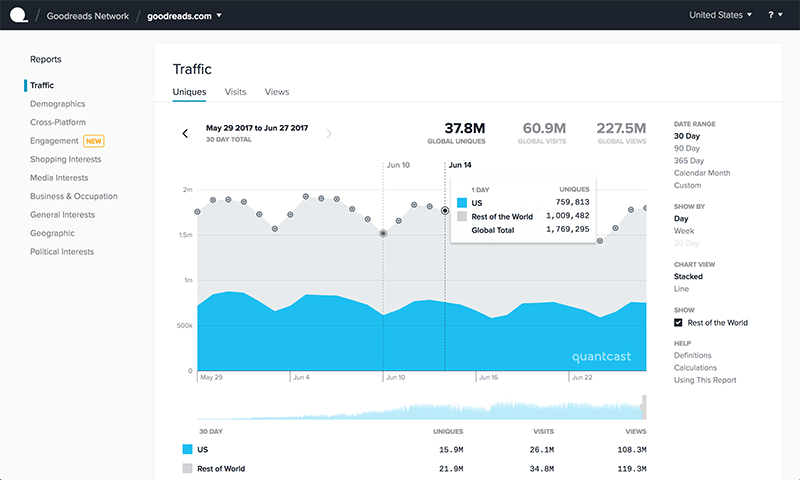 Goodreads Network / goodreads.com
United States
?
Reports
Traffic
Demographics
Cross-Platform
Engagement NEW
Shopping Interests
Media Interests
Business & Occupation
General Interests
Geographic
Political Interests
Traffic
Uniques Visits Views
May 29 2017 to Jun 27 2017
30 DAY TOTAL
37.8M
GLOBAL UNIQUES
60.9M
GLOBAL VISITS
227.5M
GLOBAL VIEWS
Jun 10
Jun 14
1 DAY UNIQUES
US 759,813
Rest of the World 1,009,482
Global Total 1,769,295
2m
1.5m
1m
500k
0
quantcast
May 29 Jun 4 Jun 10 Jun 16 Jun 22
30 DAY UNIQUES VISITS VIEWS
US 15.9M 26.1M 108.3M
Rest of World 21.9M 34.8M 119.3M
DATE RANGE
30 Day
90 Day
365 Day
Calendar Month
Custom
SHOW BY
Day
Week
30 Day
CHART VIEW
Stacked
Line
SHOW
Rest of the World
HELP
Definitions
Calculations
Using This Report